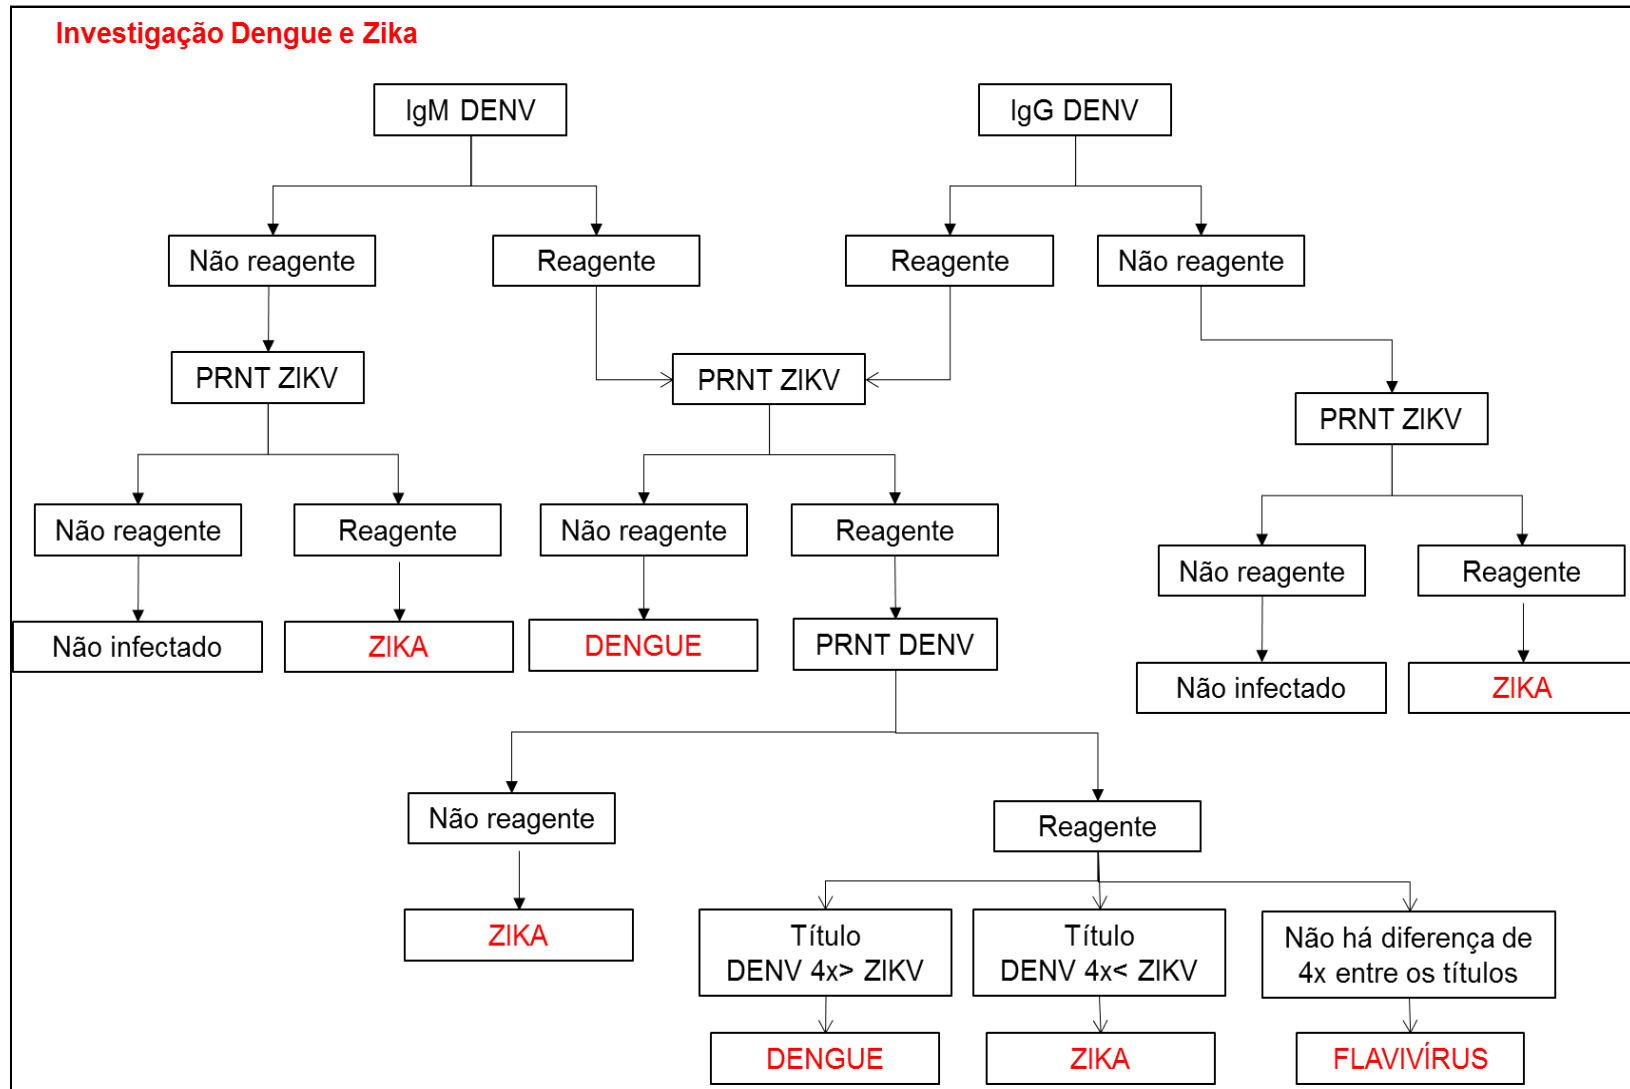 Investigação Dengue e Zika
IgM DENV
IgG DENV
Não reagente
Reagente
Reagente
Não reagente
PRNT ZIKV
PRNT ZIKV
PRNT ZIKV
Não reagente
Reagente
Não reagente
Reagente
Não reagente
Reagente
Não infectado
ZIKA
DENGUE
PRNT DENV
Não infectado
ZIKA
Não reagente
Reagente
ZIKA
Título
DENV 4x> ZIKV
Título
DENV 4x< ZIKV
Não há diferença de
4x entre os títulos
DENGUE
ZIKA
FLAVIVÍRUS